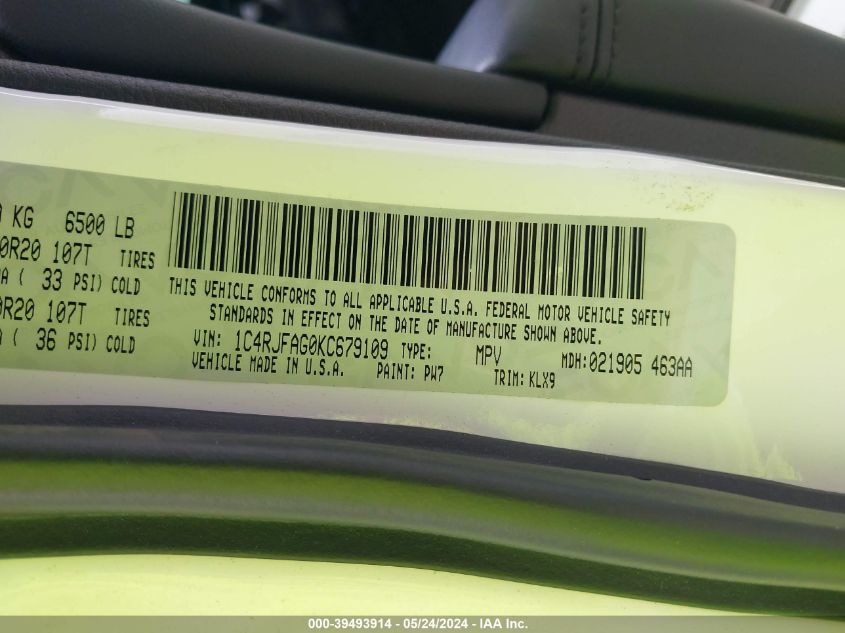 KG 6500 LB
0R20 107T TIRES
( 33 PSI) COLD
0R20 107T TIRES
( 36 PSI) COLD
THIS VEHICLE CONFORMS TO ALL APPLICABLE U.S.A. FEDERAL MOTOR VEHICLE SAFETY
STANDARDS IN EFFECT ON THE DATE OF MANUFACTURE SHOWN ABOVE.
VIN: 1C4RJFAG0KC679109 TYPE: MPV MDH:021905 463AA
VEHICLE MADE IN U.S.A. PAINT: PW7 TRIM: KLX9
000-39493914 - 05/24/2024 - IAA Inc.